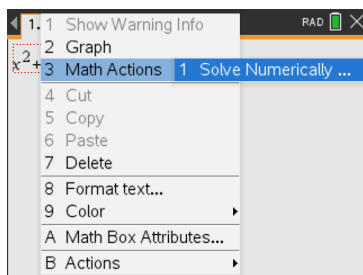 1.
RAD
x²+
1 Show Warning Info
2 Graph
3 Math Actions
1 Solve Numerically ...
4 Cut
5 Copy
6 Paste
7 Delete
8 Format text...
9 Color
A Math Box Attributes...
B Actions